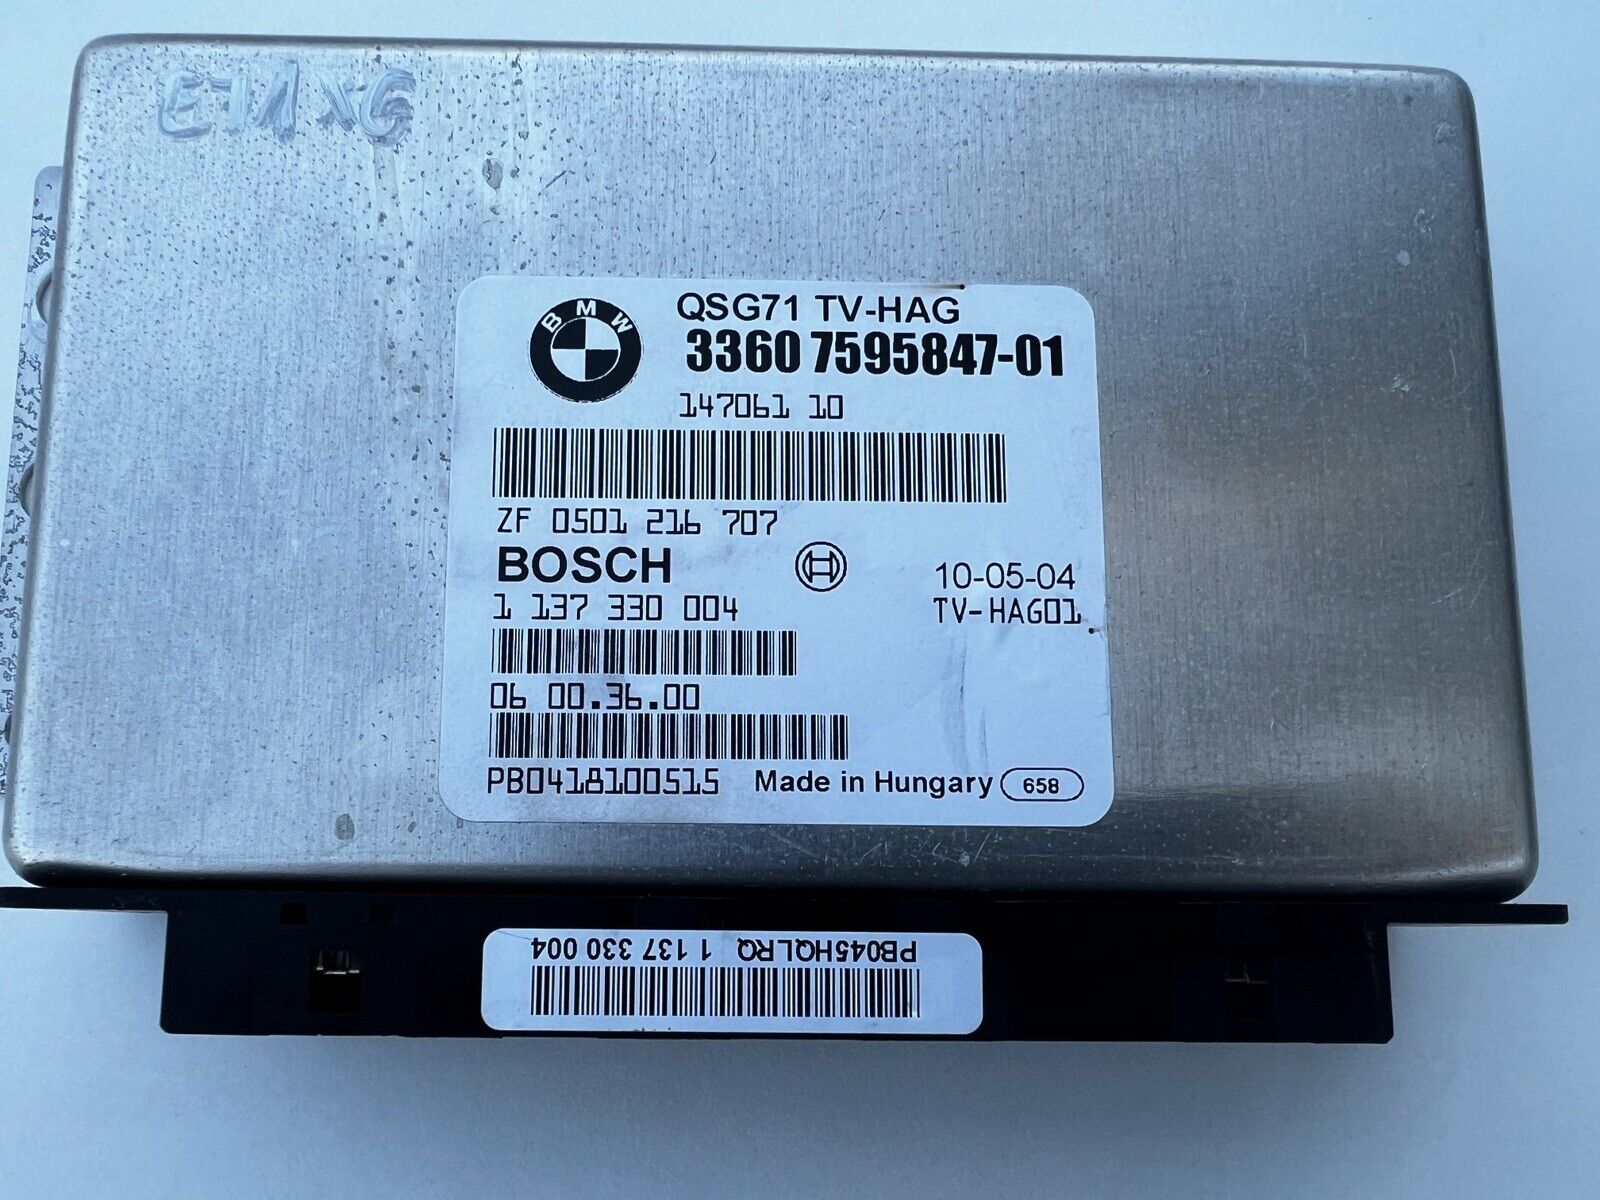 E71 X6
BMW
QSG71 TV-HAG
3360 7595847-01
147061 10
ZF 0501 216 707
BOSCH
10-05-04
1 137 330 004
TV-HAG01
06 00.36.00
PB0418100515 Made in Hungary 658
PB045HQLRQ 1 137 330 004